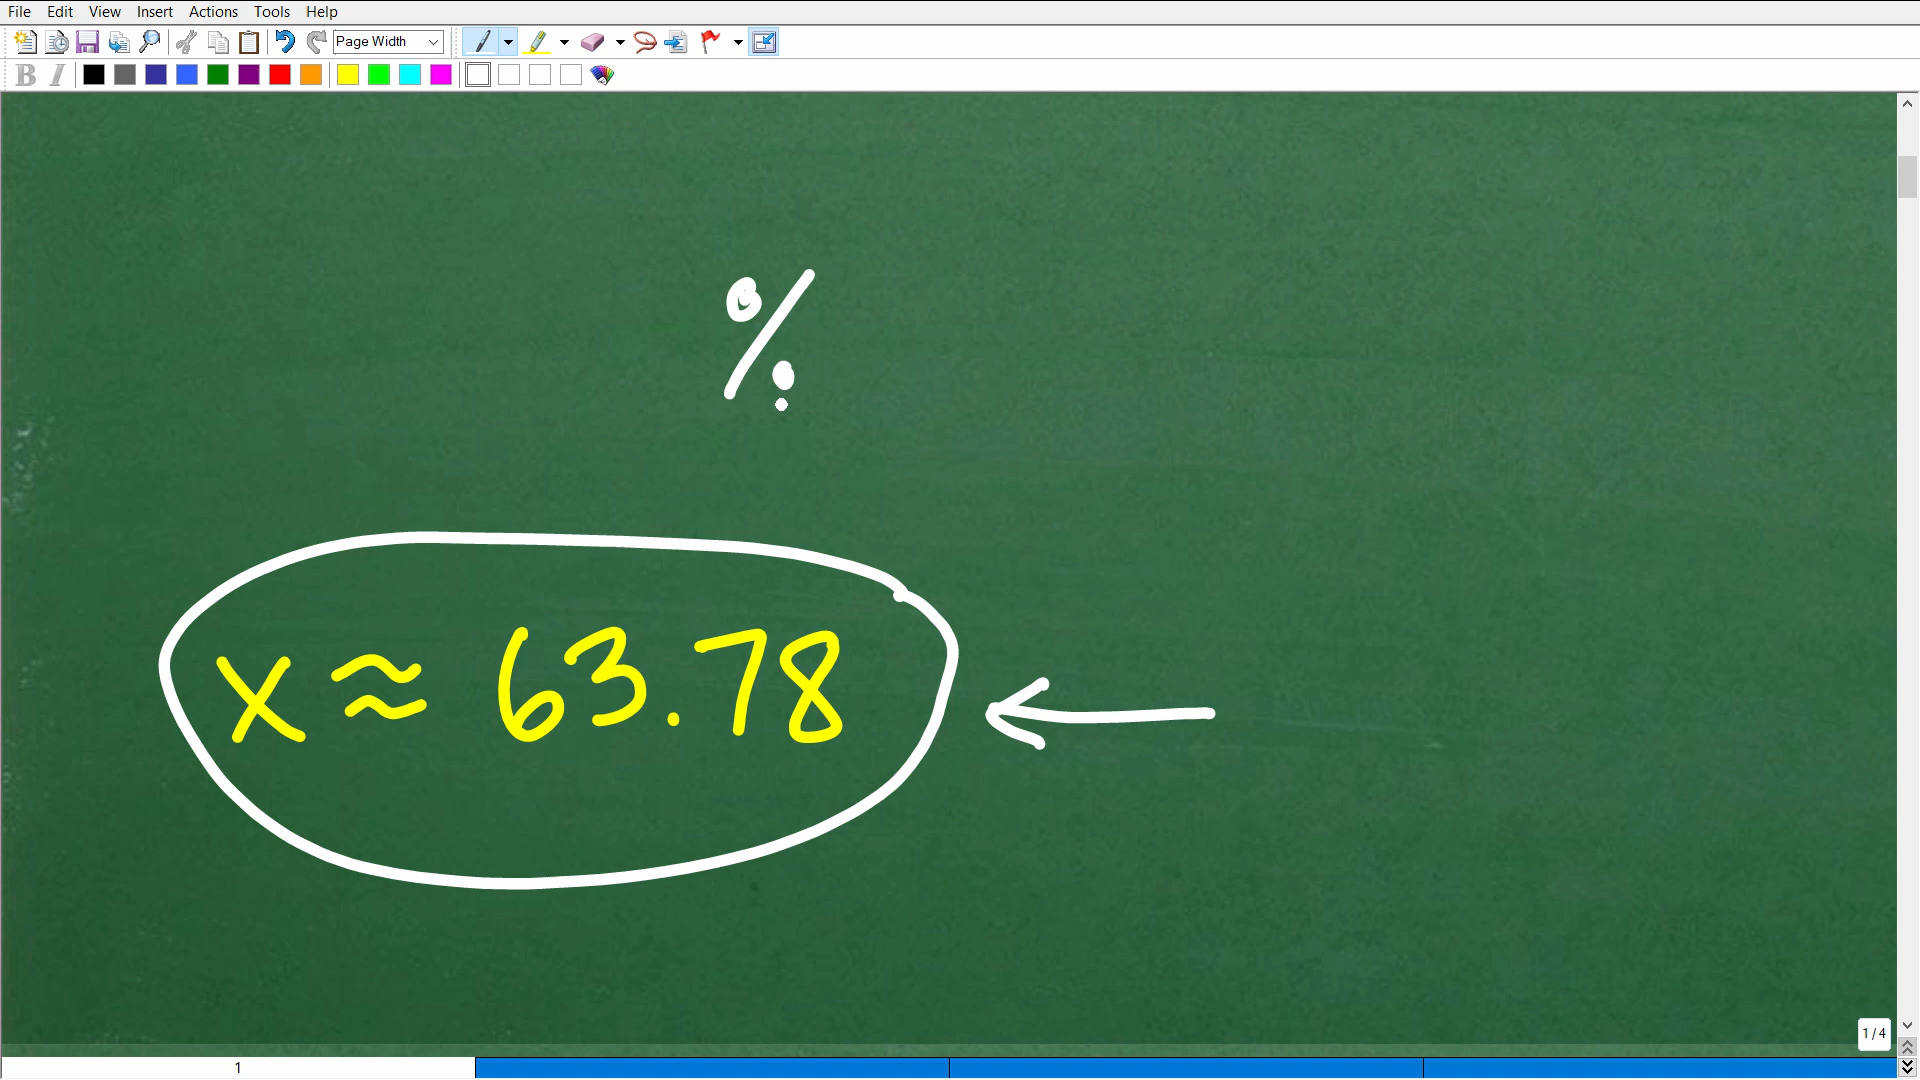 File Edit View Insert Actions Tools Help
Page Width
B I
%
x ≈ 63.78
1 / 4
1